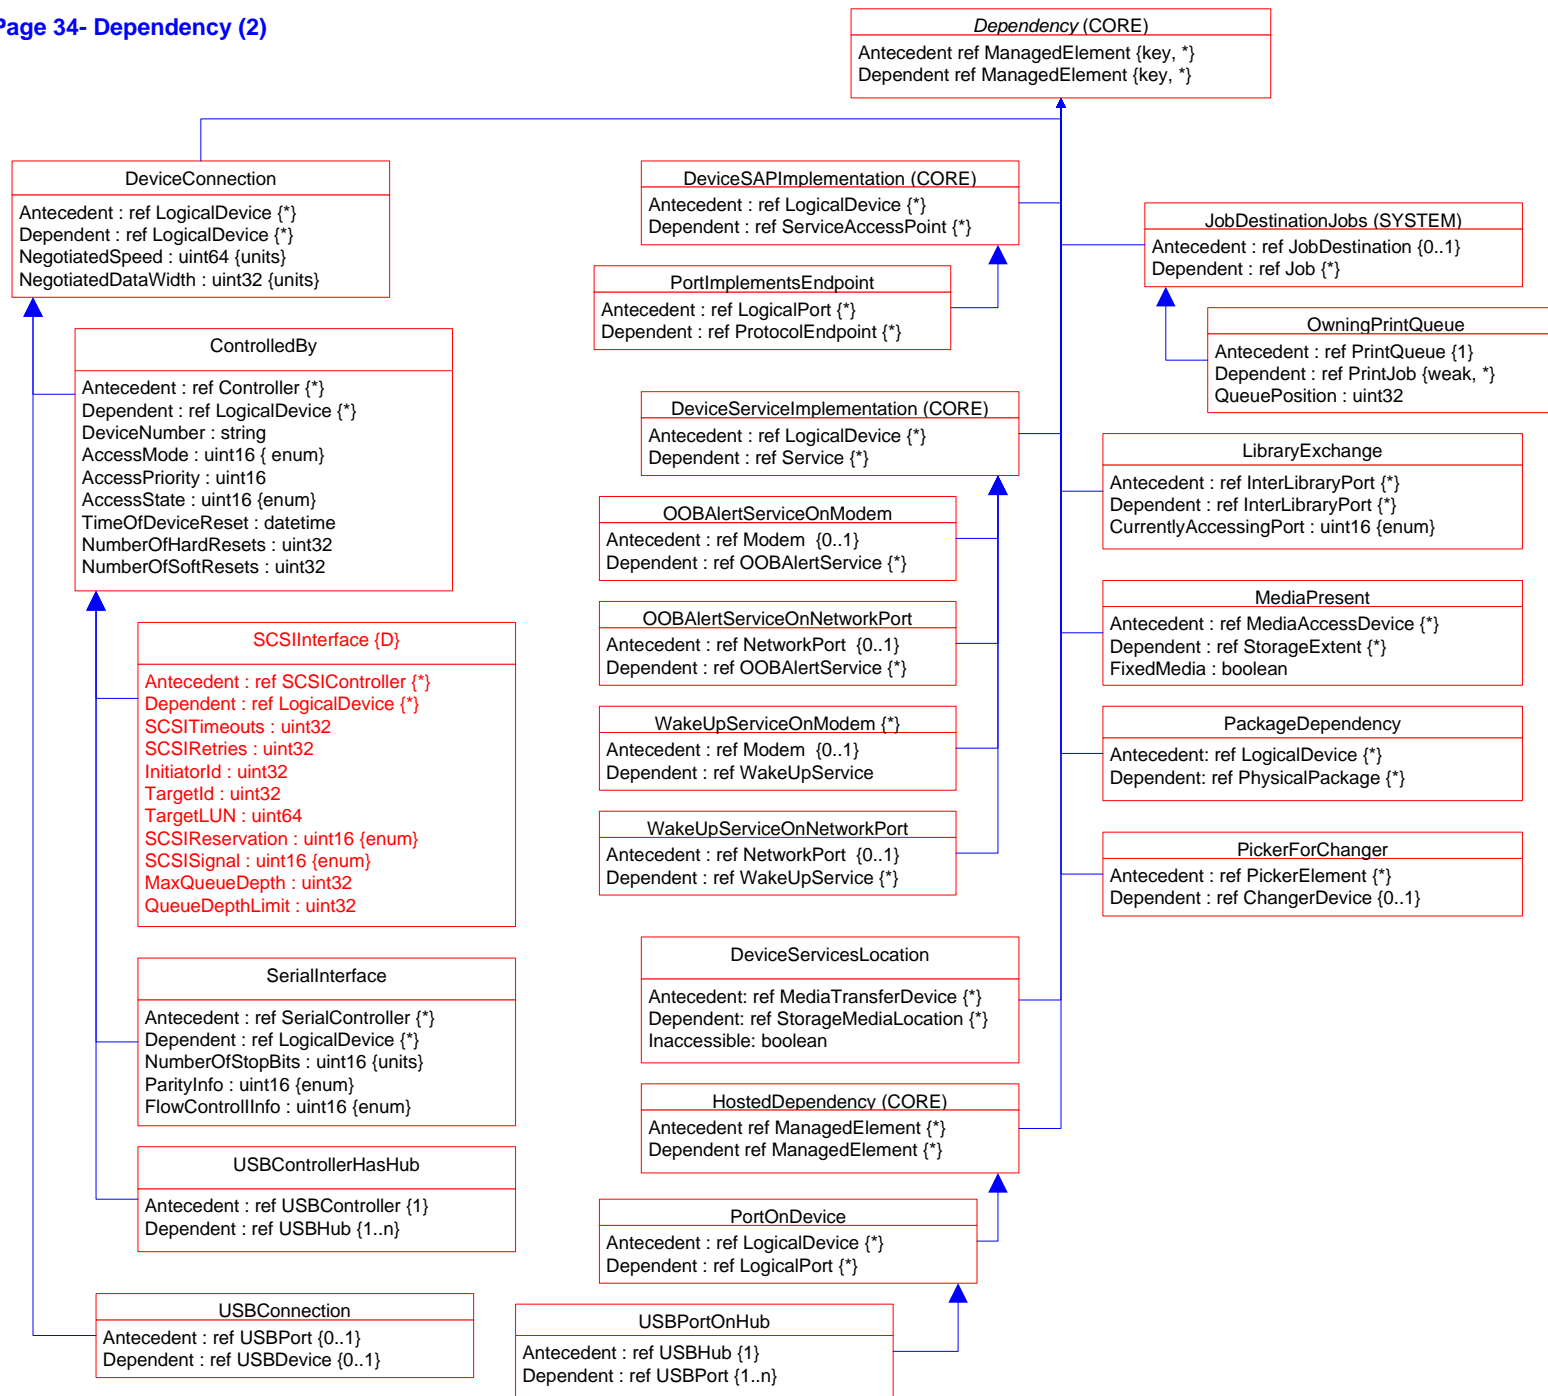 Page 34- Dependency (2)
Dependency (CORE)
Antecedent ref ManagedElement {key, *}
Dependent ref ManagedElement {key, *}
DeviceConnection
Antecedent : ref LogicalDevice {*}
Dependent : ref LogicalDevice {*}
NegotiatedSpeed : uint64 {units}
NegotiatedDataWidth : uint32 {units}
ControlledBy
Antecedent : ref Controller {*}
Dependent : ref LogicalDevice {*}
DeviceNumber : string
AccessMode : uint16 { enum}
AccessPriority : uint16
AccessState : uint16 {enum}
TimeOfDeviceReset : datetime
NumberOfHardResets : uint32
NumberOfSoftResets : uint32
SCSIInterface {D}
Antecedent : ref SCSIController {*}
Dependent : ref LogicalDevice {*}
SCSITimeouts : uint32
SCSIRetries : uint32
InitiatorId : uint32
TargetId : uint32
TargetLUN : uint64
SCSIReservation : uint16 {enum}
SCSISignal : uint16 {enum}
MaxQueueDepth : uint32
QueueDepthLimit : uint32
SerialInterface
Antecedent : ref SerialController {*}
Dependent : ref LogicalDevice {*}
NumberOfStopBits : uint16 {units}
ParityInfo : uint16 {enum}
FlowControlInfo : uint16 {enum}
USBControllerHasHub
Antecedent : ref USBController {1}
Dependent : ref USBHub {1..n}
USBConnection
Antecedent : ref USBPort {0..1}
Dependent : ref USBDevice {0..1}
DeviceSAPImplementation (CORE)
Antecedent : ref LogicalDevice {*}
Dependent : ref ServiceAccessPoint {*}
PortImplementsEndpoint
Antecedent : ref LogicalPort {*}
Dependent : ref ProtocolEndpoint {*}
DeviceServiceImplementation (CORE)
Antecedent : ref LogicalDevice {*}
Dependent : ref Service {*}
OOBAlertServiceOnModem
Antecedent : ref Modem {0..1}
Dependent : ref OOBAlertService {*}
OOBAlertServiceOnNetworkPort
Antecedent : ref NetworkPort {0..1}
Dependent : ref OOBAlertService {*}
WakeUpServiceOnModem {*}
Antecedent : ref Modem {0..1}
Dependent : ref WakeUpService
WakeUpServiceOnNetworkPort
Antecedent : ref NetworkPort {0..1}
Dependent : ref WakeUpService {*}
DeviceServicesLocation
Antecedent: ref MediaTransferDevice {*}
Dependent: ref StorageMediaLocation {*}
Inaccessible: boolean
HostedDependency (CORE)
Antecedent ref ManagedElement {*}
Dependent ref ManagedElement {*}
PortOnDevice
Antecedent : ref LogicalDevice {*}
Dependent : ref LogicalPort {*}
USBPortOnHub
Antecedent : ref USBHub {1}
Dependent : ref USBPort {1..n}
JobDestinationJobs (SYSTEM)
Antecedent : ref JobDestination {0..1}
Dependent : ref Job {*}
OwningPrintQueue
Antecedent : ref PrintQueue {1}
Dependent : ref PrintJob {weak, *}
QueuePosition : uint32
LibraryExchange
Antecedent : ref InterLibraryPort {*}
Dependent : ref InterLibraryPort {*}
CurrentlyAccessingPort : uint16 {enum}
MediaPresent
Antecedent : ref MediaAccessDevice {*}
Dependent : ref StorageExtent {*}
FixedMedia : boolean
PackageDependency
Antecedent: ref LogicalDevice {*}
Dependent: ref PhysicalPackage {*}
PickerForChanger
Antecedent : ref PickerElement {*}
Dependent : ref ChangerDevice {0..1}